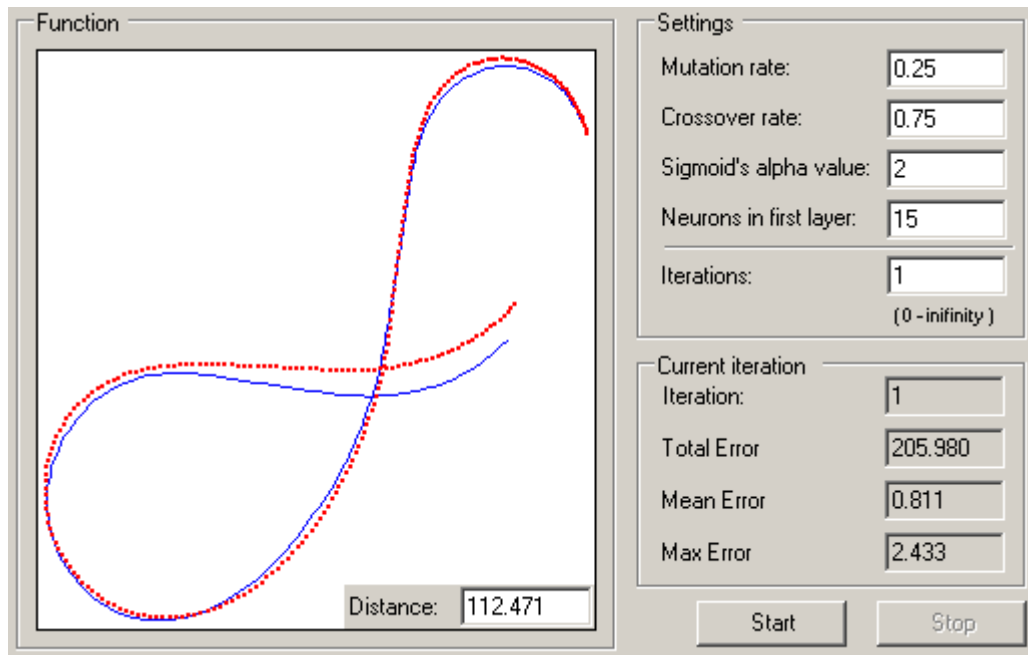 Function
Distance: 112.471
Settings
Mutation rate: 0.25
Crossover rate: 0.75
Sigmoid's alpha value: 2
Neurons in first layer: 15
Iterations: 1
( 0 - inifinity )
Current iteration
Iteration: 1
Total Error 205.980
Mean Error 0.811
Max Error 2.433
Start Stop